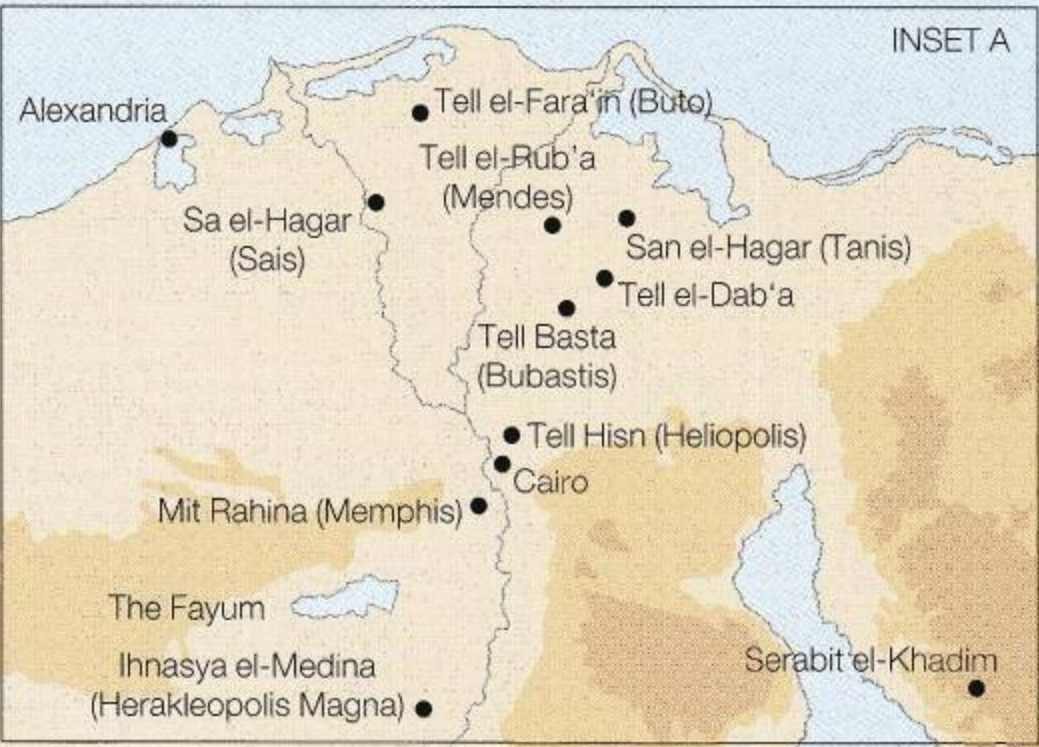 INSET A
Alexandria
Tell el-Fara'in (Buto)
Tell el-Rub'a
(Mendes)
Sa el-Hagar
(Sais)
San el-Hagar (Tanis)
Tell el-Dab'a
Tell Basta
(Bubastis)
Tell Hisn (Heliopolis)
Cairo
Mit Rahina (Memphis)
The Fayum
Ihnasya el-Medina
(Herakleopolis Magna)
Serabit el-Khadim